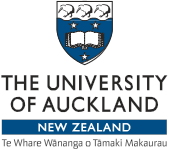 THE UNIVERSITY
OF AUCKLAND
NEW ZEALAND
Te Whare Wānanga o Tāmaki Makaurau